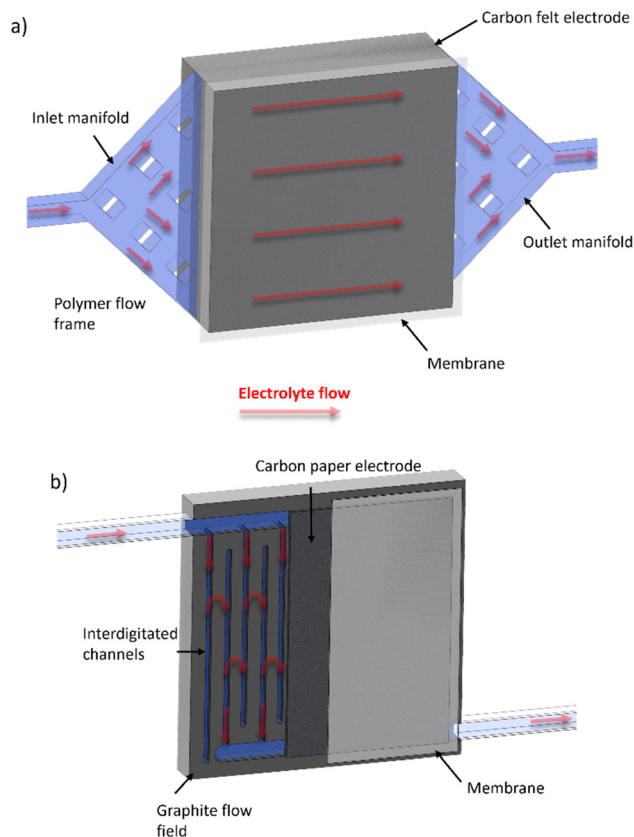 a)
Carbon felt electrode
Inlet manifold
Outlet manifold
Polymer flow
frame
Membrane
Electrolyte flow
b)
Carbon paper electrode
Interdigitated
channels
Membrane
Graphite flow
field